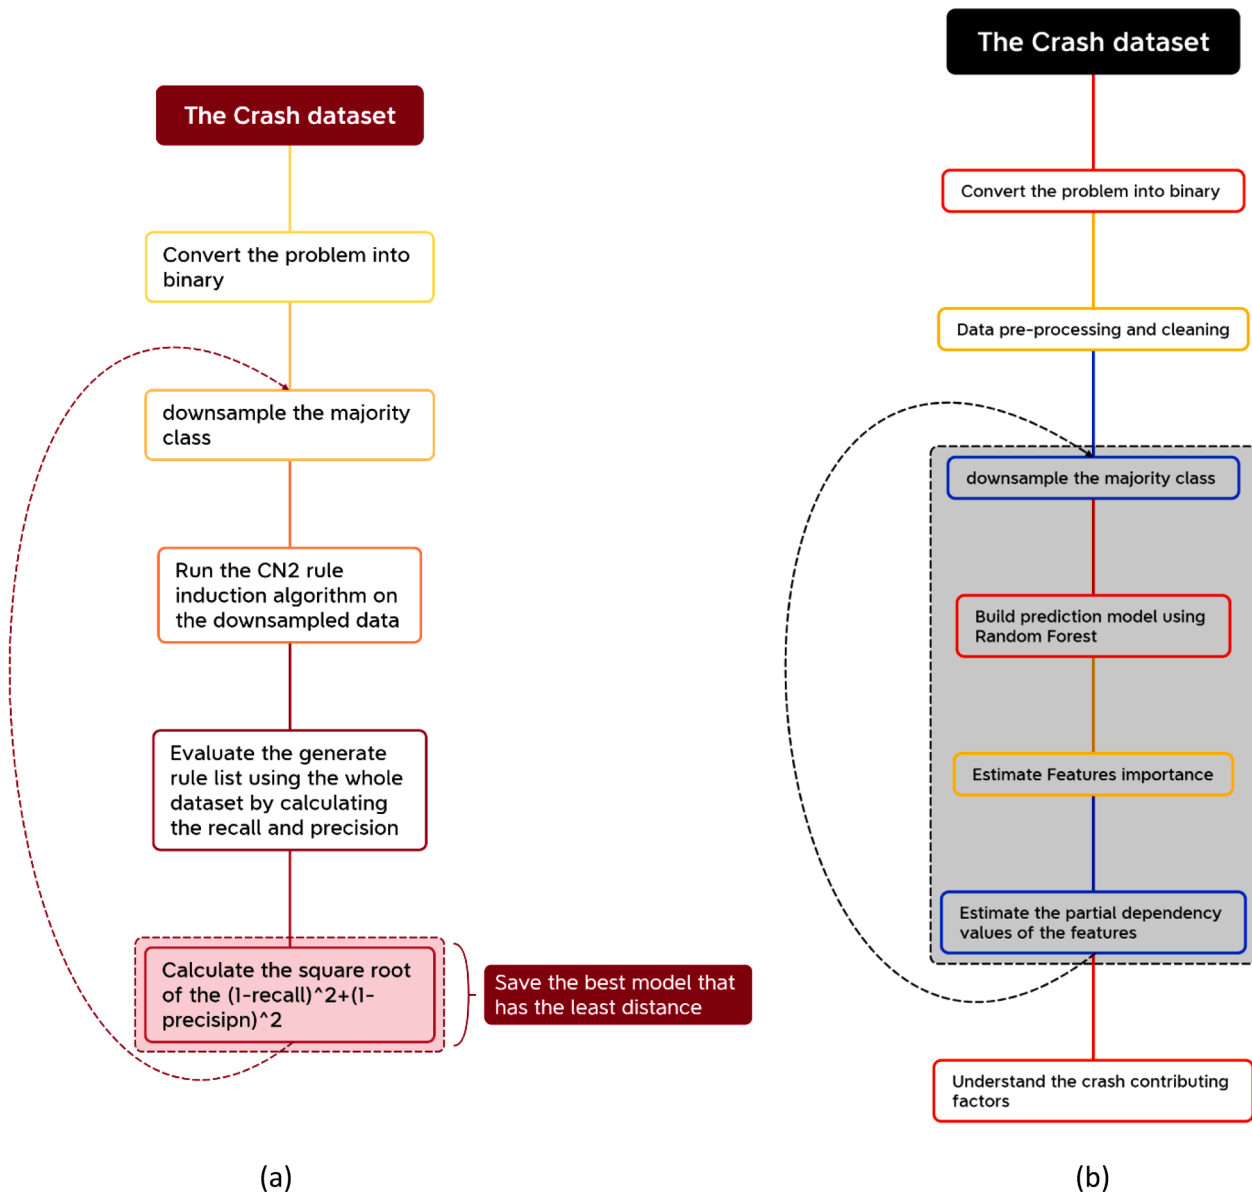 The Crash dataset
Convert the problem into
binary
downsample the majority
class
Run the CN2 rule
induction algorithm on
the downsampled data
Evaluate the generate
rule list using the whole
dataset by calculating
the recall and precision
Calculate the square root
of the (1-recall)^2+(1-
precisipn)^2
Save the best model that
has the least distance
(a)
The Crash dataset
Convert the problem into binary
Data pre-processing and cleaning
downsample the majority class
Build prediction model using
Random Forest
Estimate Features importance
Estimate the partial dependency
values of the features
Understand the crash contributing
factors
(b)